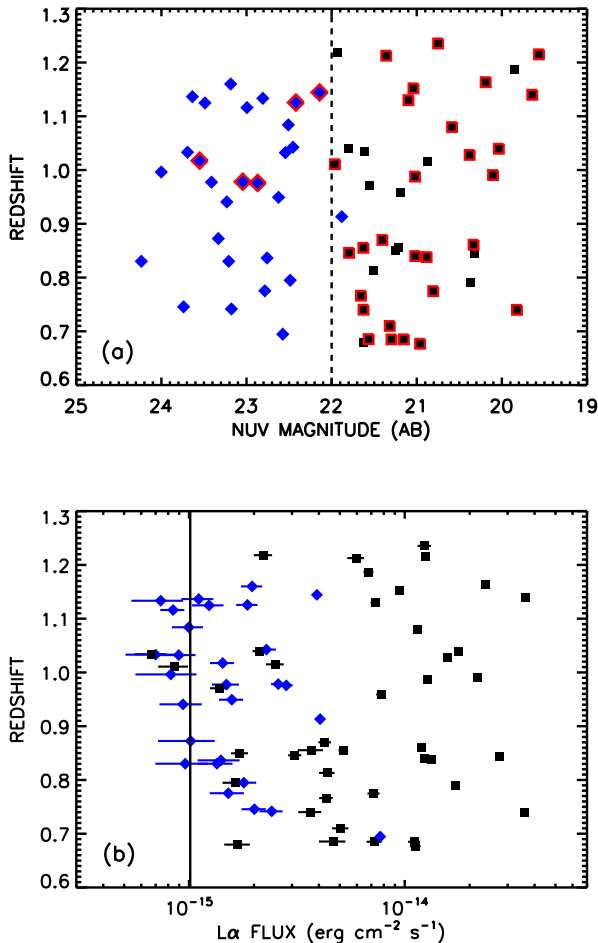 1.3
1.2
1.1
1.0
0.9
0.8
0.7
0.6
REDSHIFT
(a)
25 24 23 22 21 20 19
NUV MAGNITUDE (AB)
1.3
1.2
1.1
1.0
0.9
0.8
0.7
0.6
REDSHIFT
(b)
10⁻¹⁵ 10⁻¹⁴
Lα FLUX (erg cm⁻² s⁻¹)